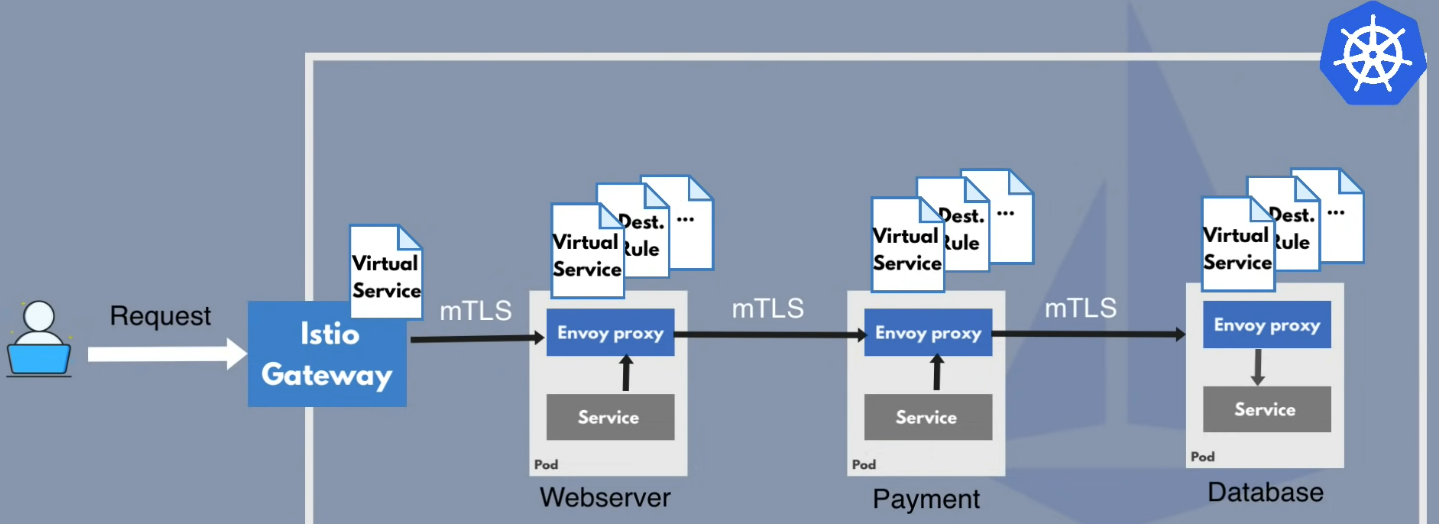 Request
Istio
Gateway
Virtual
Service
mTLS
Virtual
Service
Dest.
Rule
...
Envoy proxy
Service
Pod
Webserver
mTLS
Virtual
Service
Dest.
Rule
...
Envoy proxy
Service
Pod
Payment
mTLS
Virtual
Service
Dest.
Rule
...
Envoy proxy
Service
Pod
Database